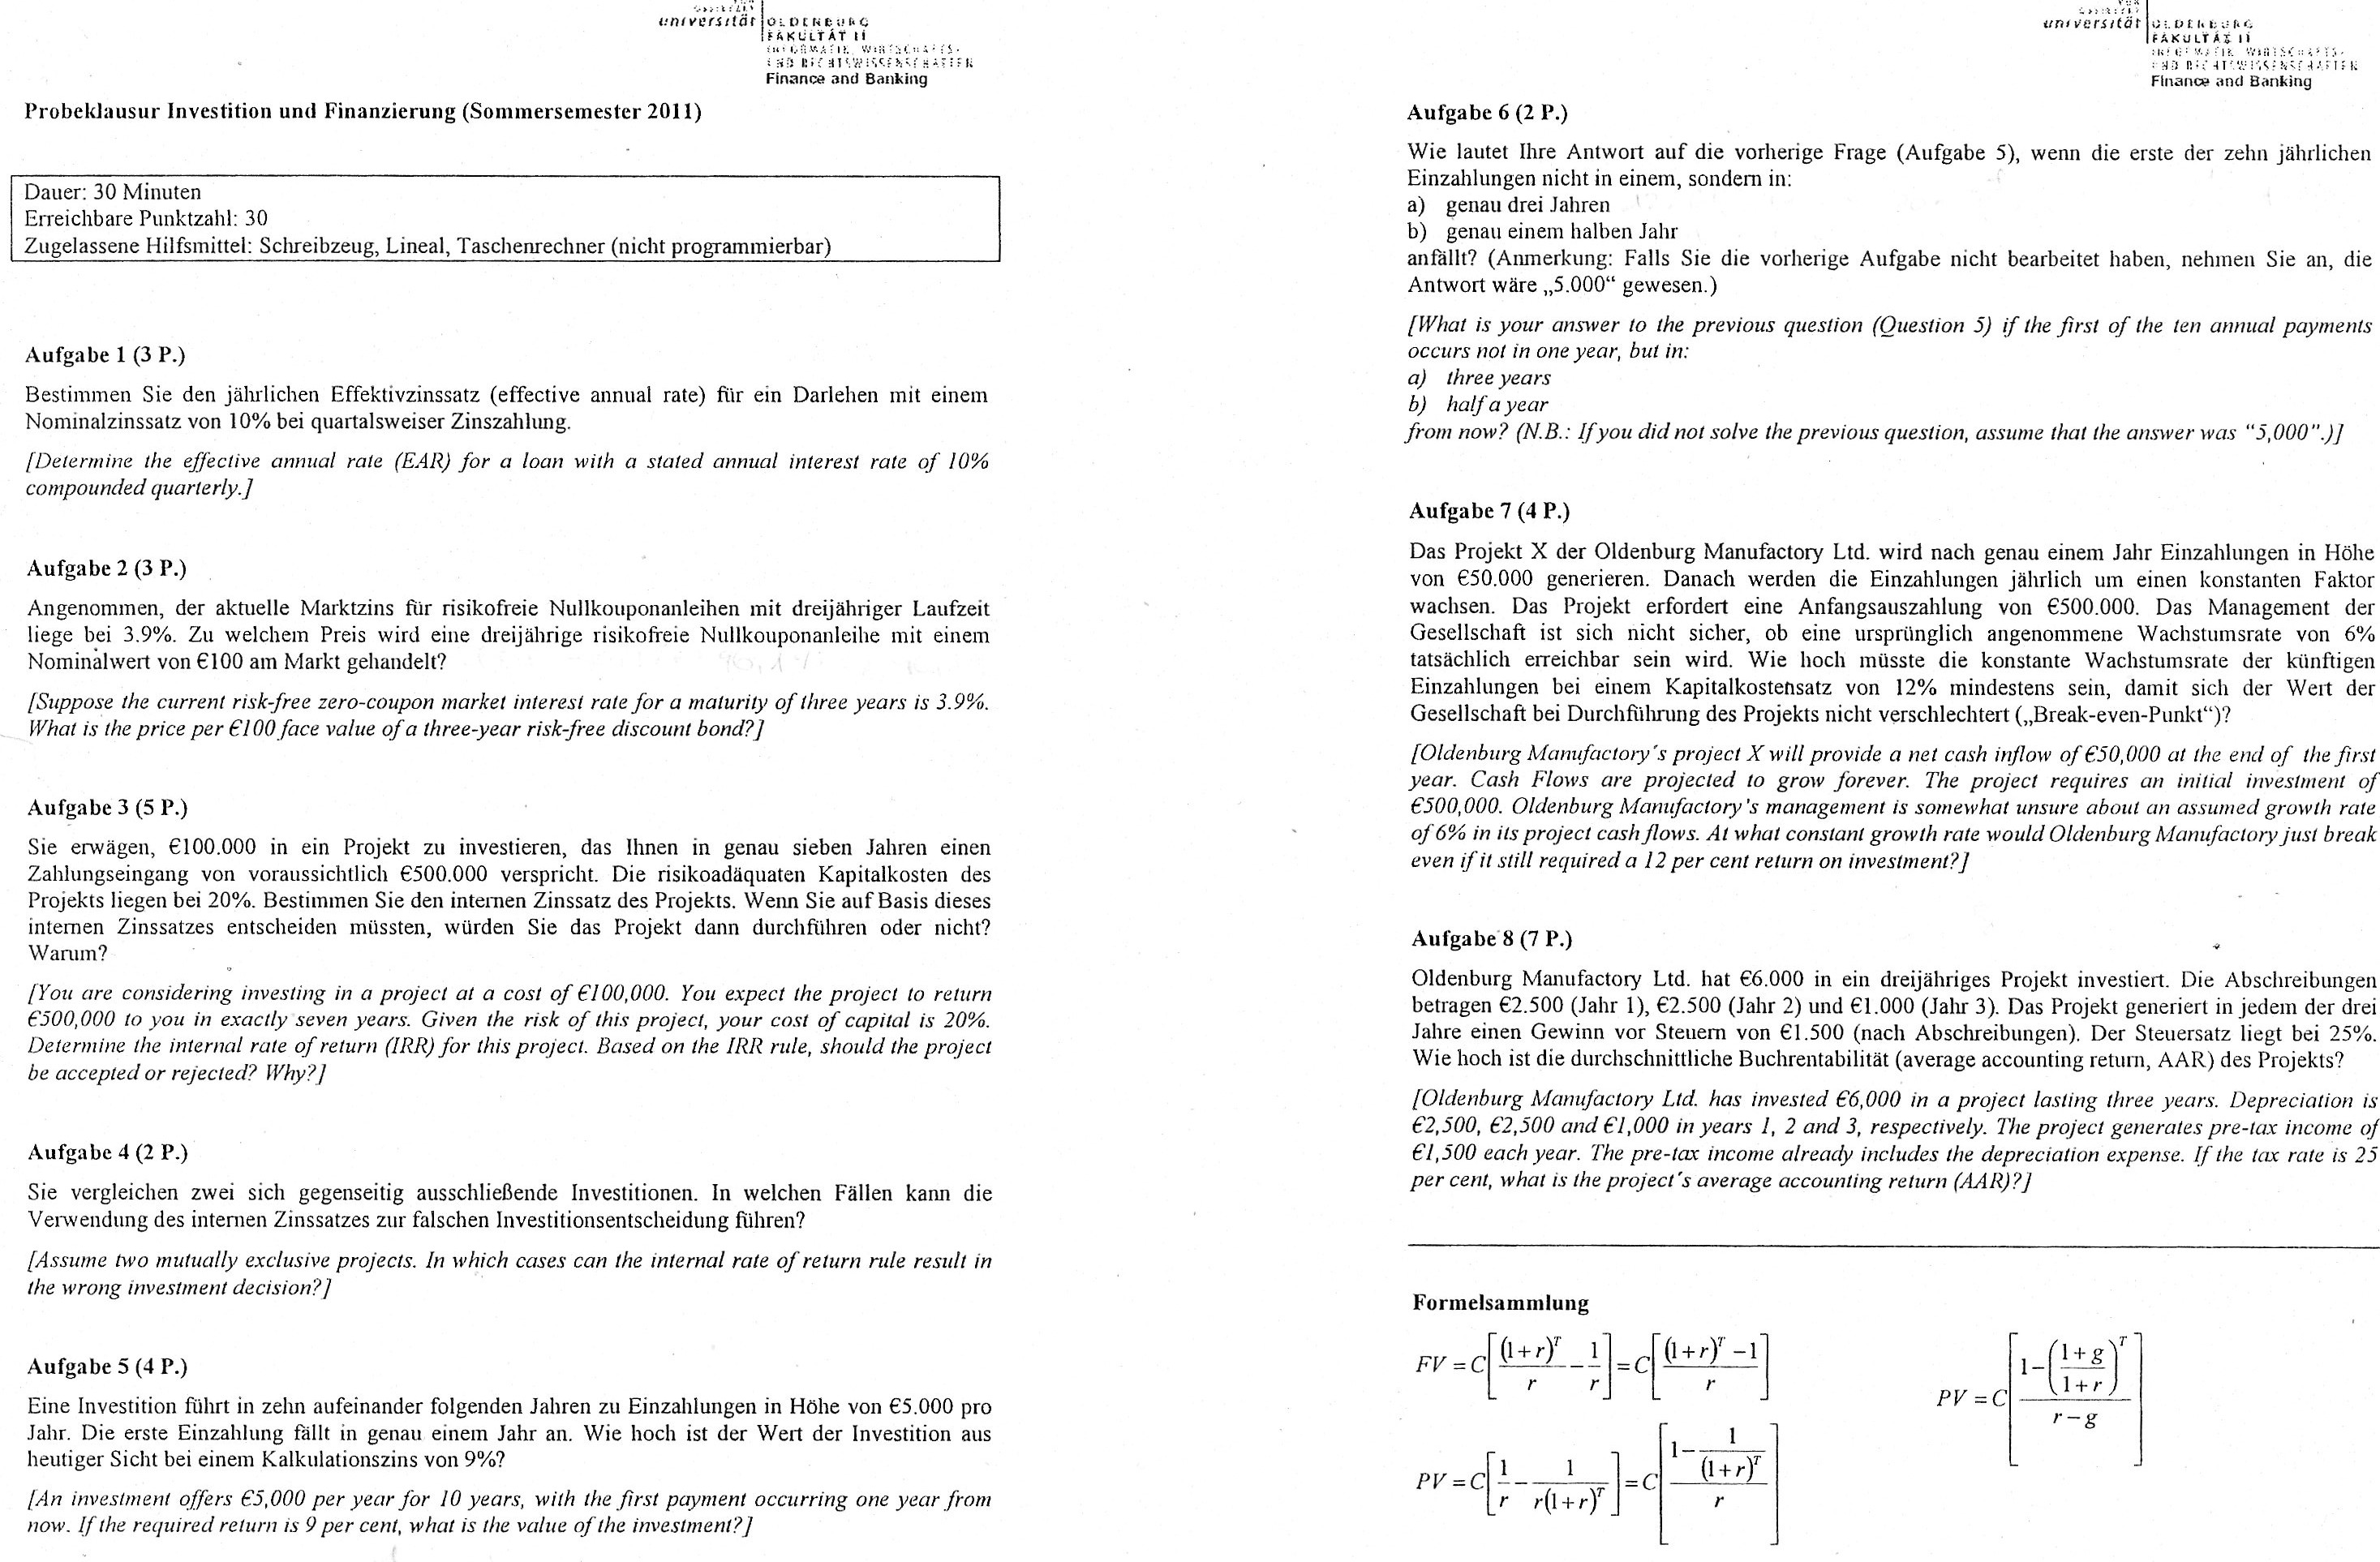 universität OLDENBURG
FAKULTÄT II
INFORMATIK, WIRTSCHAFTS-
UND RECHTSWISSENSCHAFTEN
Finance and Banking
Probeklausur Investition und Finanzierung (Sommersemester 2011)
Dauer: 30 Minuten
Erreichbare Punktzahl: 30
Zugelassene Hilfsmittel: Schreibzeug, Lineal, Taschenrechner (nicht programmierbar)
Aufgabe 1 (3 P.)
Bestimmen Sie den jährlichen Effektivzinssatz (effective annual rate) für ein Darlehen mit einem
Nominalzinssatz von 10% bei quartalsweiser Zinszahlung.
[Determine the effective annual rate (EAR) for a loan with a stated annual interest rate of 10%
compounded quarterly.]
Aufgabe 2 (3 P.)
Angenommen, der aktuelle Marktzins für risikofreie Nullkouponanleihen mit dreijähriger Laufzeit
liege bei 3.9%. Zu welchem Preis wird eine dreijährige risikofreie Nullkouponanleihe mit einem
Nominalwert von €100 am Markt gehandelt?
[Suppose the current risk-free zero-coupon market interest rate for a maturity of three years is 3.9%.
What is the price per €100 face value of a three-year risk-free discount bond?]
Aufgabe 3 (5 P.)
Sie erwägen, €100.000 in ein Projekt zu investieren, das Ihnen in genau sieben Jahren einen
Zahlungseingang von voraussichtlich €500.000 verspricht. Die risikoadäquaten Kapitalkosten des
Projekts liegen bei 20%. Bestimmen Sie den internen Zinssatz des Projekts. Wenn Sie auf Basis dieses
internen Zinssatzes entscheiden müssten, würden Sie das Projekt dann durchführen oder nicht?
Warum?
[You are considering investing in a project at a cost of €100,000. You expect the project to return
€500,000 to you in exactly seven years. Given the risk of this project, your cost of capital is 20%.
Determine the internal rate of return (IRR) for this project. Based on the IRR rule, should the project
be accepted or rejected? Why?]
Aufgabe 4 (2 P.)
Sie vergleichen zwei sich gegenseitig ausschließende Investitionen. In welchen Fällen kann die
Verwendung des internen Zinssatzes zur falschen Investitionsentscheidung führen?
[Assume two mutually exclusive projects. In which cases can the internal rate of return rule result in
the wrong investment decision?]
Aufgabe 5 (4 P.)
Eine Investition führt in zehn aufeinander folgenden Jahren zu Einzahlungen in Höhe von €5.000 pro
Jahr. Die erste Einzahlung fällt in genau einem Jahr an. Wie hoch ist der Wert der Investition aus
heutiger Sicht bei einem Kalkulationszins von 9%?
[An investment offers €5,000 per year for 10 years, with the first payment occurring one year from
now. If the required return is 9 per cent, what is the value of the investment?]
universität OLDENBURG
FAKULTÄT II
INFORMATIK, WIRTSCHAFTS-
UND RECHTSWISSENSCHAFTEN
Finance and Banking
Aufgabe 6 (2 P.)
Wie lautet Ihre Antwort auf die vorherige Frage (Aufgabe 5), wenn die erste der zehn jährlichen
Einzahlungen nicht in einem, sondern in:
a) genau drei Jahren
b) genau einem halben Jahr
anfällt? (Anmerkung: Falls Sie die vorherige Aufgabe nicht bearbeitet haben, nehmen Sie an, die
Antwort wäre „5.000“ gewesen.)
[What is your answer to the previous question (Question 5) if the first of the ten annual payments
occurs not in one year, but in:
a) three years
b) half a year
from now? (N.B.: If you did not solve the previous question, assume that the answer was “5,000”.)]
Aufgabe 7 (4 P.)
Das Projekt X der Oldenburg Manufactory Ltd. wird nach genau einem Jahr Einzahlungen in Höhe
von €50.000 generieren. Danach werden die Einzahlungen jährlich um einen konstanten Faktor
wachsen. Das Projekt erfordert eine Anfangsauszahlung von €500.000. Das Management der
Gesellschaft ist sich nicht sicher, ob eine ursprünglich angenommene Wachstumsrate von 6%
tatsächlich erreichbar sein wird. Wie hoch müsste die konstante Wachstumsrate der künftigen
Einzahlungen bei einem Kapitalkostensatz von 12% mindestens sein, damit sich der Wert der
Gesellschaft bei Durchführung des Projekts nicht verschlechtert („Break-even-Punkt“)?
[Oldenburg Manufactory´s project X will provide a net cash inflow of €50,000 at the end of the first
year. Cash Flows are projected to grow forever. The project requires an initial investment of
€500,000. Oldenburg Manufactory's management is somewhat unsure about an assumed growth rate
of 6% in its project cash flows. At what constant growth rate would Oldenburg Manufactory just break
even if it still required a 12 per cent return on investment?]
Aufgabe 8 (7 P.)
Oldenburg Manufactory Ltd. hat €6.000 in ein dreijähriges Projekt investiert. Die Abschreibungen
betragen €2.500 (Jahr 1), €2.500 (Jahr 2) und €1.000 (Jahr 3). Das Projekt generiert in jedem der drei
Jahre einen Gewinn vor Steuern von €1.500 (nach Abschreibungen). Der Steuersatz liegt bei 25%.
Wie hoch ist die durchschnittliche Buchrentabilität (average accounting return, AAR) des Projekts?
[Oldenburg Manufactory Ltd. has invested €6,000 in a project lasting three years. Depreciation is
€2,500, €2,500 and €1,000 in years 1, 2 and 3, respectively. The project generates pre-tax income of
€1,500 each year. The pre-tax income already includes the depreciation expense. If the tax rate is 25
per cent, what is the project´s average accounting return (AAR)?]
Formelsammlung
FV = C[(1+r)^T/r − 1/r] = C[((1+r)^T − 1)/r]
PV = C[(1−((1+g)/(1+r))^T)/(r−g)]
PV = C[1/r − 1/(r(1+r)^T)] = C[(1−1/(1+r)^T)/r]